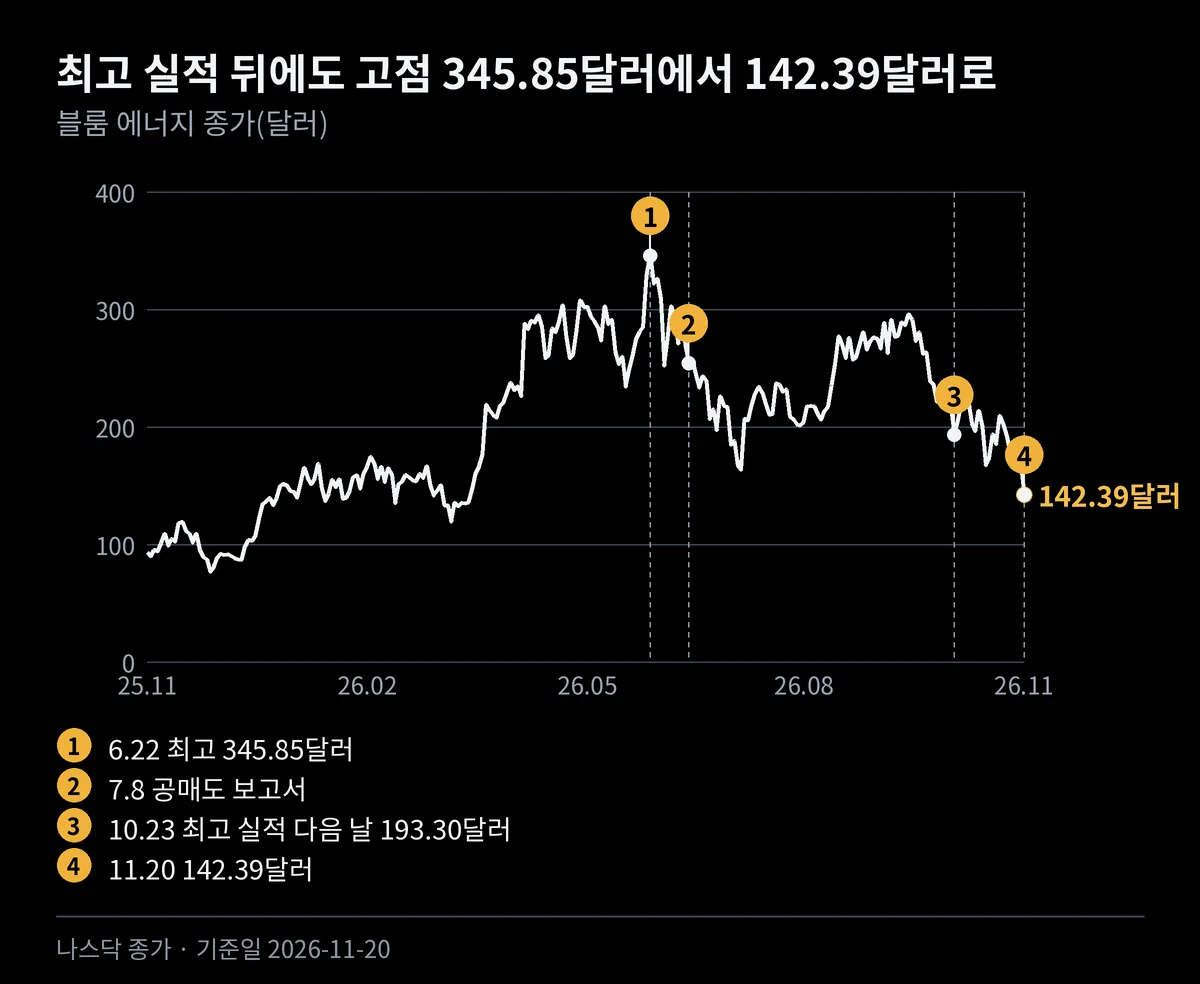 최고 실적 뒤에도 고점 345.85달러에서 142.39달러로
블룸 에너지 종가(달러)
400
300
200
100
0
1
2
3
4
142.39달러
25.11
26.02
26.05
26.08
26.11
1 6.22 최고 345.85달러
2 7.8 공매도 보고서
3 10.23 최고 실적 다음 날 193.30달러
4 11.20 142.39달러
나스닥 종가 · 기준일 2026-11-20